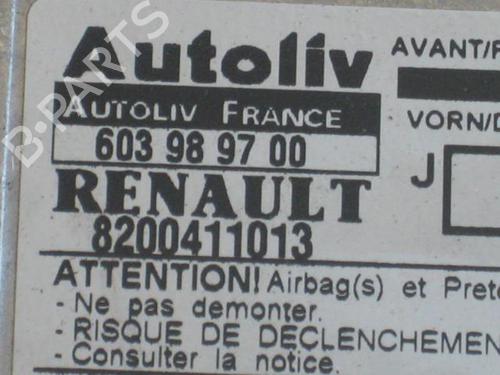 Autoliv
AVANT/F
AUTOLIV FRANCE
VORN/D
603 98 97 00
J
RENAULT
8200411013
ATTENTION! Airbag(s) et Prete
- Ne pas demonter.
- RISQUE DE DECLENCHEMEN
- Consulter la notice.
B-PARTS